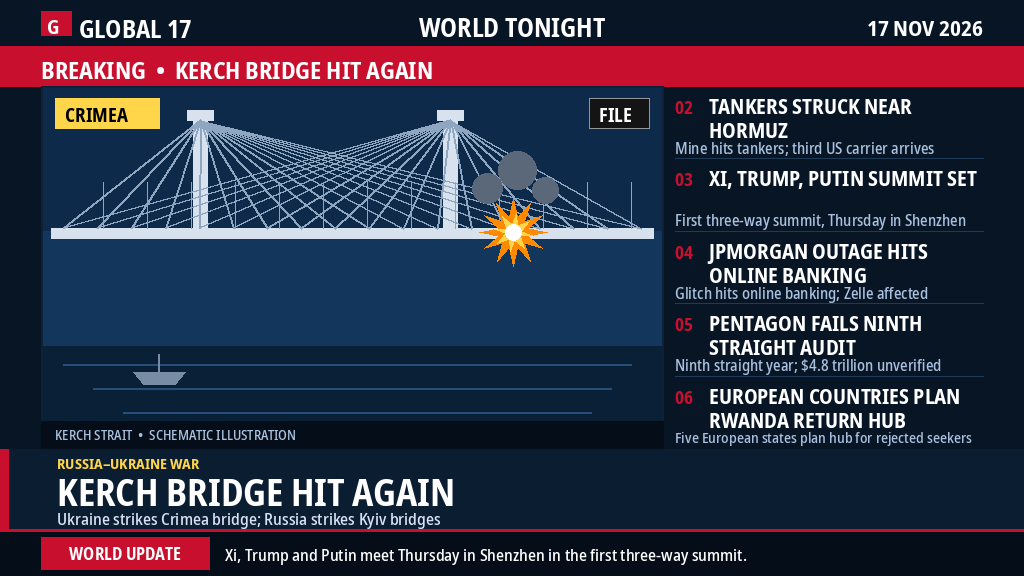 G GLOBAL 17
WORLD TONIGHT
17 NOV 2026
BREAKING • KERCH BRIDGE HIT AGAIN
CRIMEA
FILE
KERCH STRAIT • SCHEMATIC ILLUSTRATION
02 TANKERS STRUCK NEAR
HORMUZ
Mine hits tankers; third US carrier arrives
03 XI, TRUMP, PUTIN SUMMIT SET
First three-way summit, Thursday in Shenzhen
04 JPMORGAN OUTAGE HITS
ONLINE BANKING
Glitch hits online banking; Zelle affected
05 PENTAGON FAILS NINTH
STRAIGHT AUDIT
Ninth straight year; $4.8 trillion unverified
06 EUROPEAN COUNTRIES PLAN
RWANDA RETURN HUB
Five European states plan hub for rejected seekers
RUSSIA–UKRAINE WAR
KERCH BRIDGE HIT AGAIN
Ukraine strikes Crimea bridge; Russia strikes Kyiv bridges
WORLD UPDATE
Xi, Trump and Putin meet Thursday in Shenzhen in the first three-way summit.